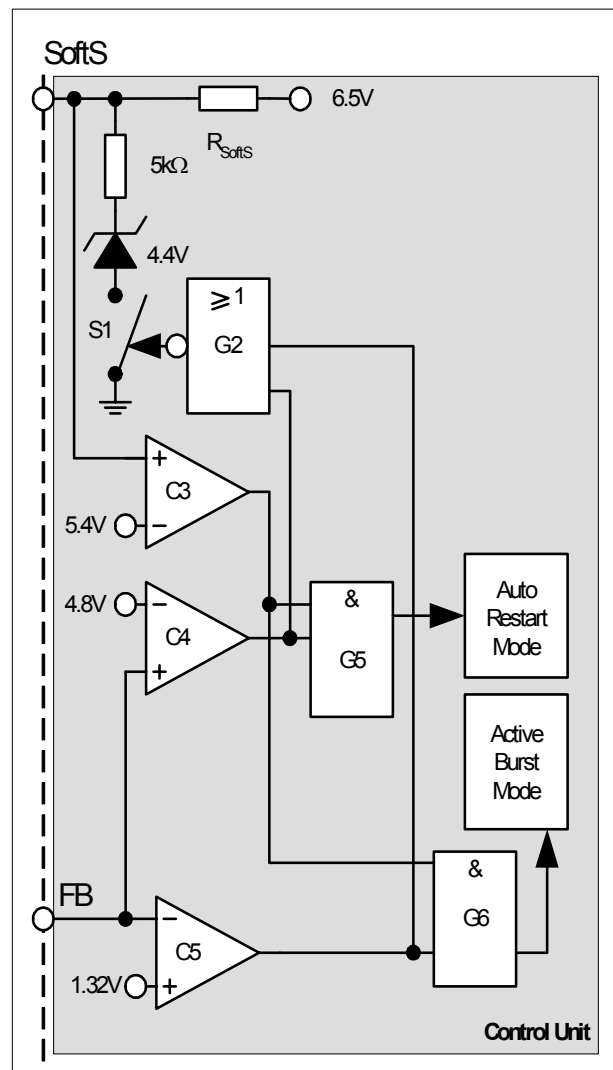 SoftS
6.5V
R SoftS
5kΩ
4.4V
≥1
G2
S1
+
C3
5.4V
−
4.8V
−
C4
+
&
G5
Auto
Restart
Mode
Active
Burst
Mode
FB
−
C5
1.32V
+
&
G6
Control Unit